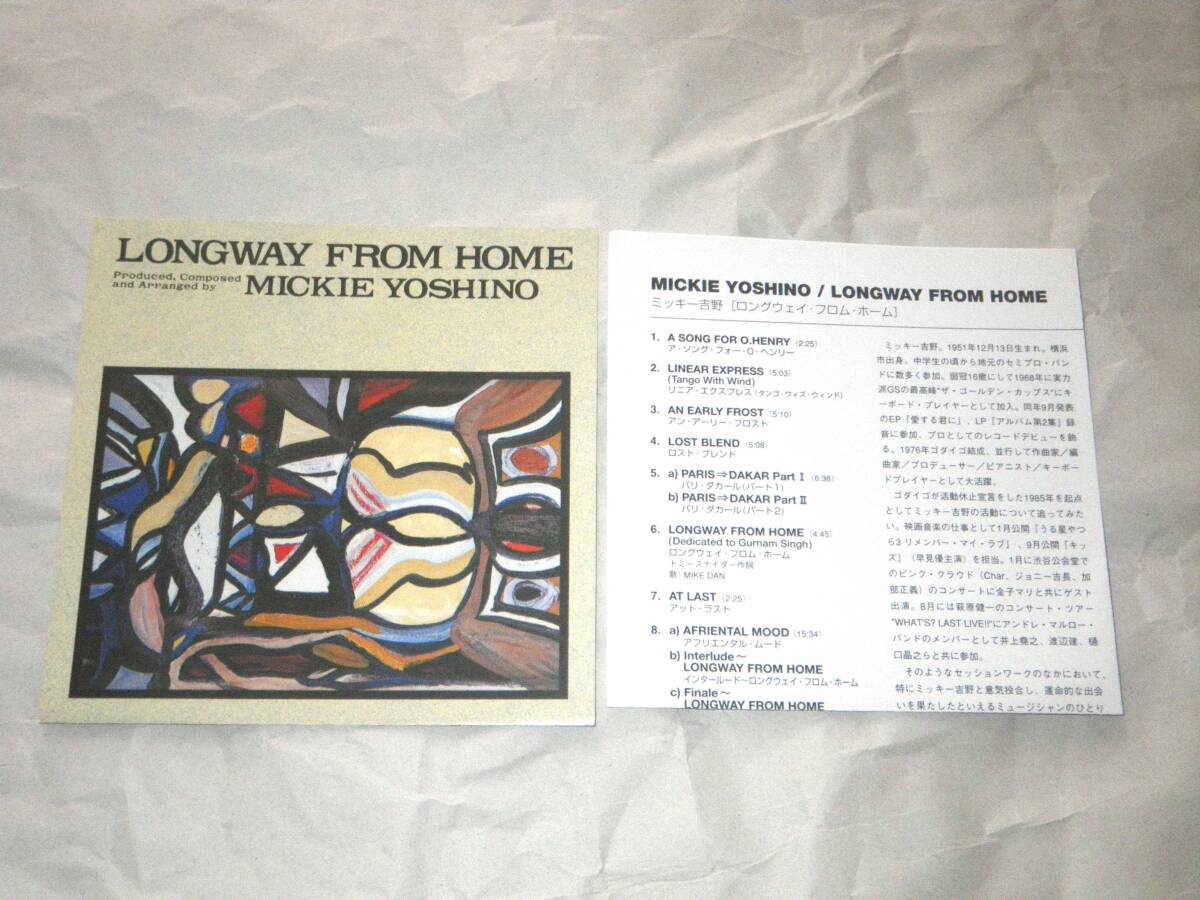 LONGWAY FROM HOME
Produced, Composed
and Arranged by MICKIE YOSHINO
MICKIE YOSHINO / LONGWAY FROM HOME
ミッキー吉野［ロングウェイ・フロム・ホーム］
1. A SONG FOR O.HENRY (2:25)
ア・ソング・フォー・O・ヘンリー
2. LINEAR EXPRESS (5:03)
(Tango With Wind)
リニア・エクスプレス（タンゴ・ウィズ・ウィンド）
3. AN EARLY FROST (5:10)
アン・アーリー・フロスト
4. LOST BLEND (5:08)
ロスト・ブレンド
5. a) PARIS⇒DAKAR Part I (6:38)
パリ・ダカール（パート1）
b) PARIS⇒DAKAR Part II
パリ・ダカール（パート2）
6. LONGWAY FROM HOME (4:45)
(Dedicated to Gurnam Singh)
ロングウェイ・フロム・ホーム
トミースナイダー作詞
歌：MIKE DAN
7. AT LAST (2:25)
アット・ラスト
8. a) AFRIENTAL MOOD (15:34)
アフリエンタル・ムード
b) Interlude～
LONGWAY FROM HOME
インタールード～ロングウェイ・フロム・ホーム
c) Finale～
LONGWAY FROM HOME
ミッキー吉野。1951年12月13日生まれ。横浜
市出身。中学生の頃から地元のセミプロ・バン
ドに数多く参加。弱冠16歳にして1968年に実力
派GSの最高峰"ザ・ゴールデン・カップス"にキ
ーボード・プレイヤーとして加入。同年9月発表
のEP「愛する君に」、LP『アルバム第2集』録
音に参加、プロとしてのレコードデビューを飾
る。1976年ゴダイゴ結成、並行して作曲家／編
曲家／プロデューサー／ピアニスト／キーボー
ドプレイヤーとして大活躍。
ゴダイゴが活動休止宣言をした1985年を起点
としてミッキー吉野の活動について追ってみた
い。映画音楽の仕事として1月公開『うる星やつ
ら3 リメンバー・マイ・ラブ』、9月公開『キッ
ズ』（早見優主演）を担当。1月に渋谷公会堂で
のピンク・クラウド（Char、ジョニー吉長、加
部正義）のコンサートに金子マリと共にゲスト
出演。8月には萩原健一のコンサート・ツアー
"WHAT'S? LAST LIVE!!"にアンドレ・マルロー・
バンドのメンバーとして井上堯之、渡辺建、樋
口晶之らと共に参加。
そのようなセッションワークのなかにおいて、
特にミッキー吉野と意気投合し、運命的な出会
いを果たしたといえるミュージシャンのひとり